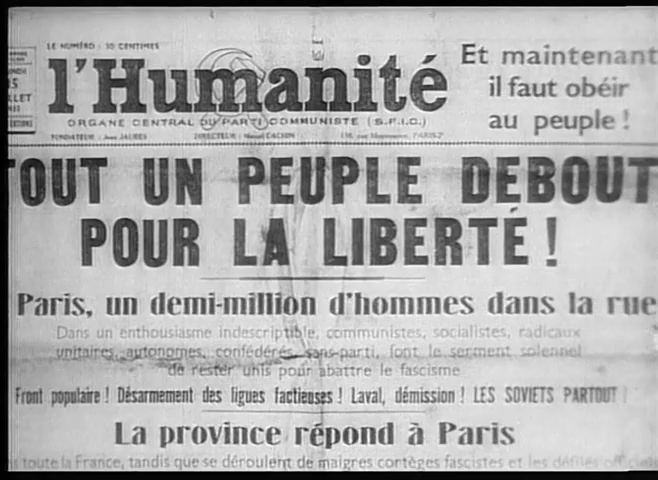 LE NUMÉRO : 30 CENTIMES
l'Humanité
ORGANE CENTRAL DU PARTI COMMUNISTE (S.F.I.C.)
FONDATEUR : Jean JAURÈS DIRECTEUR : Marcel CACHIN
Et maintenant
il faut obéir
au peuple !
TOUT UN PEUPLE DEBOUT
POUR LA LIBERTÉ !
Paris, un demi-million d'hommes dans la rue
Dans un enthousiasme indescriptible, communistes, socialistes, radicaux
unitaires, autonomes, confédérés, sans-parti, font le serment solennel
de rester unis pour abattre le fascisme
Front populaire ! Désarmement des ligues factieuses ! Laval, démission ! LES SOVIETS PARTOUT !
La province répond à Paris
toute la France, tandis que se déroulent de maigres cortèges fascistes et les défilés officiels